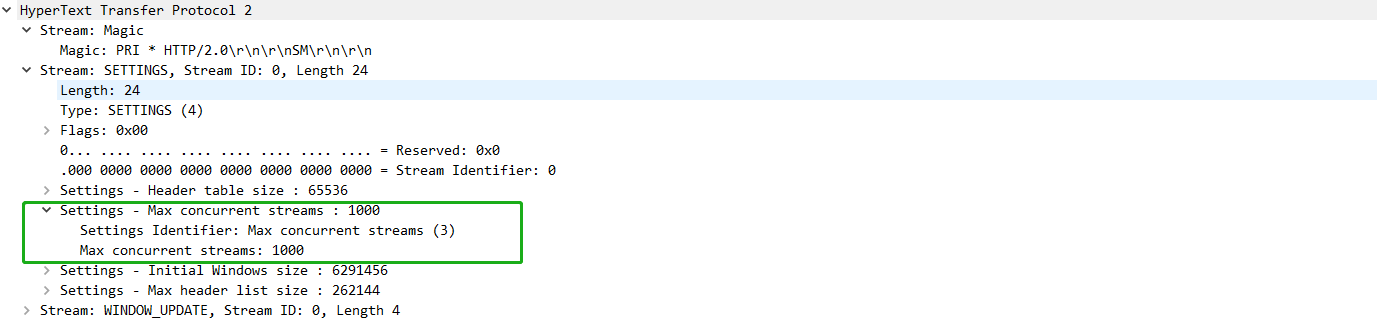 HyperText Transfer Protocol 2
Stream: Magic
Magic: PRI * HTTP/2.0\r\n\r\nSM\r\n\r\n
Stream: SETTINGS, Stream ID: 0, Length 24
Length: 24
Type: SETTINGS (4)
Flags: 0x00
0... .... .... .... .... .... .... .... = Reserved: 0x0
.000 0000 0000 0000 0000 0000 0000 0000 = Stream Identifier: 0
Settings - Header table size : 65536
Settings - Max concurrent streams : 1000
Settings Identifier: Max concurrent streams (3)
Max concurrent streams: 1000
Settings - Initial Windows size : 6291456
Settings - Max header list size : 262144
Stream: WINDOW_UPDATE, Stream ID: 0, Length 4